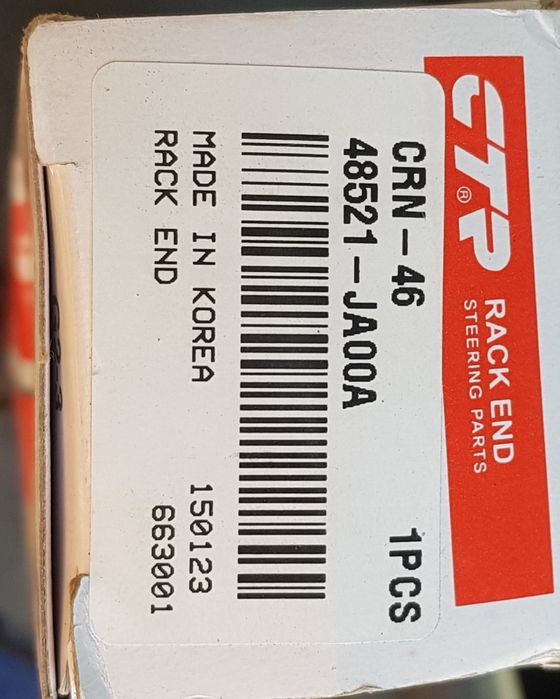 CTR®
RACK END
STEERING PARTS
CRN-46 1PCS
48521-JA00A
MADE IN KOREA 150123
RACK END 663001